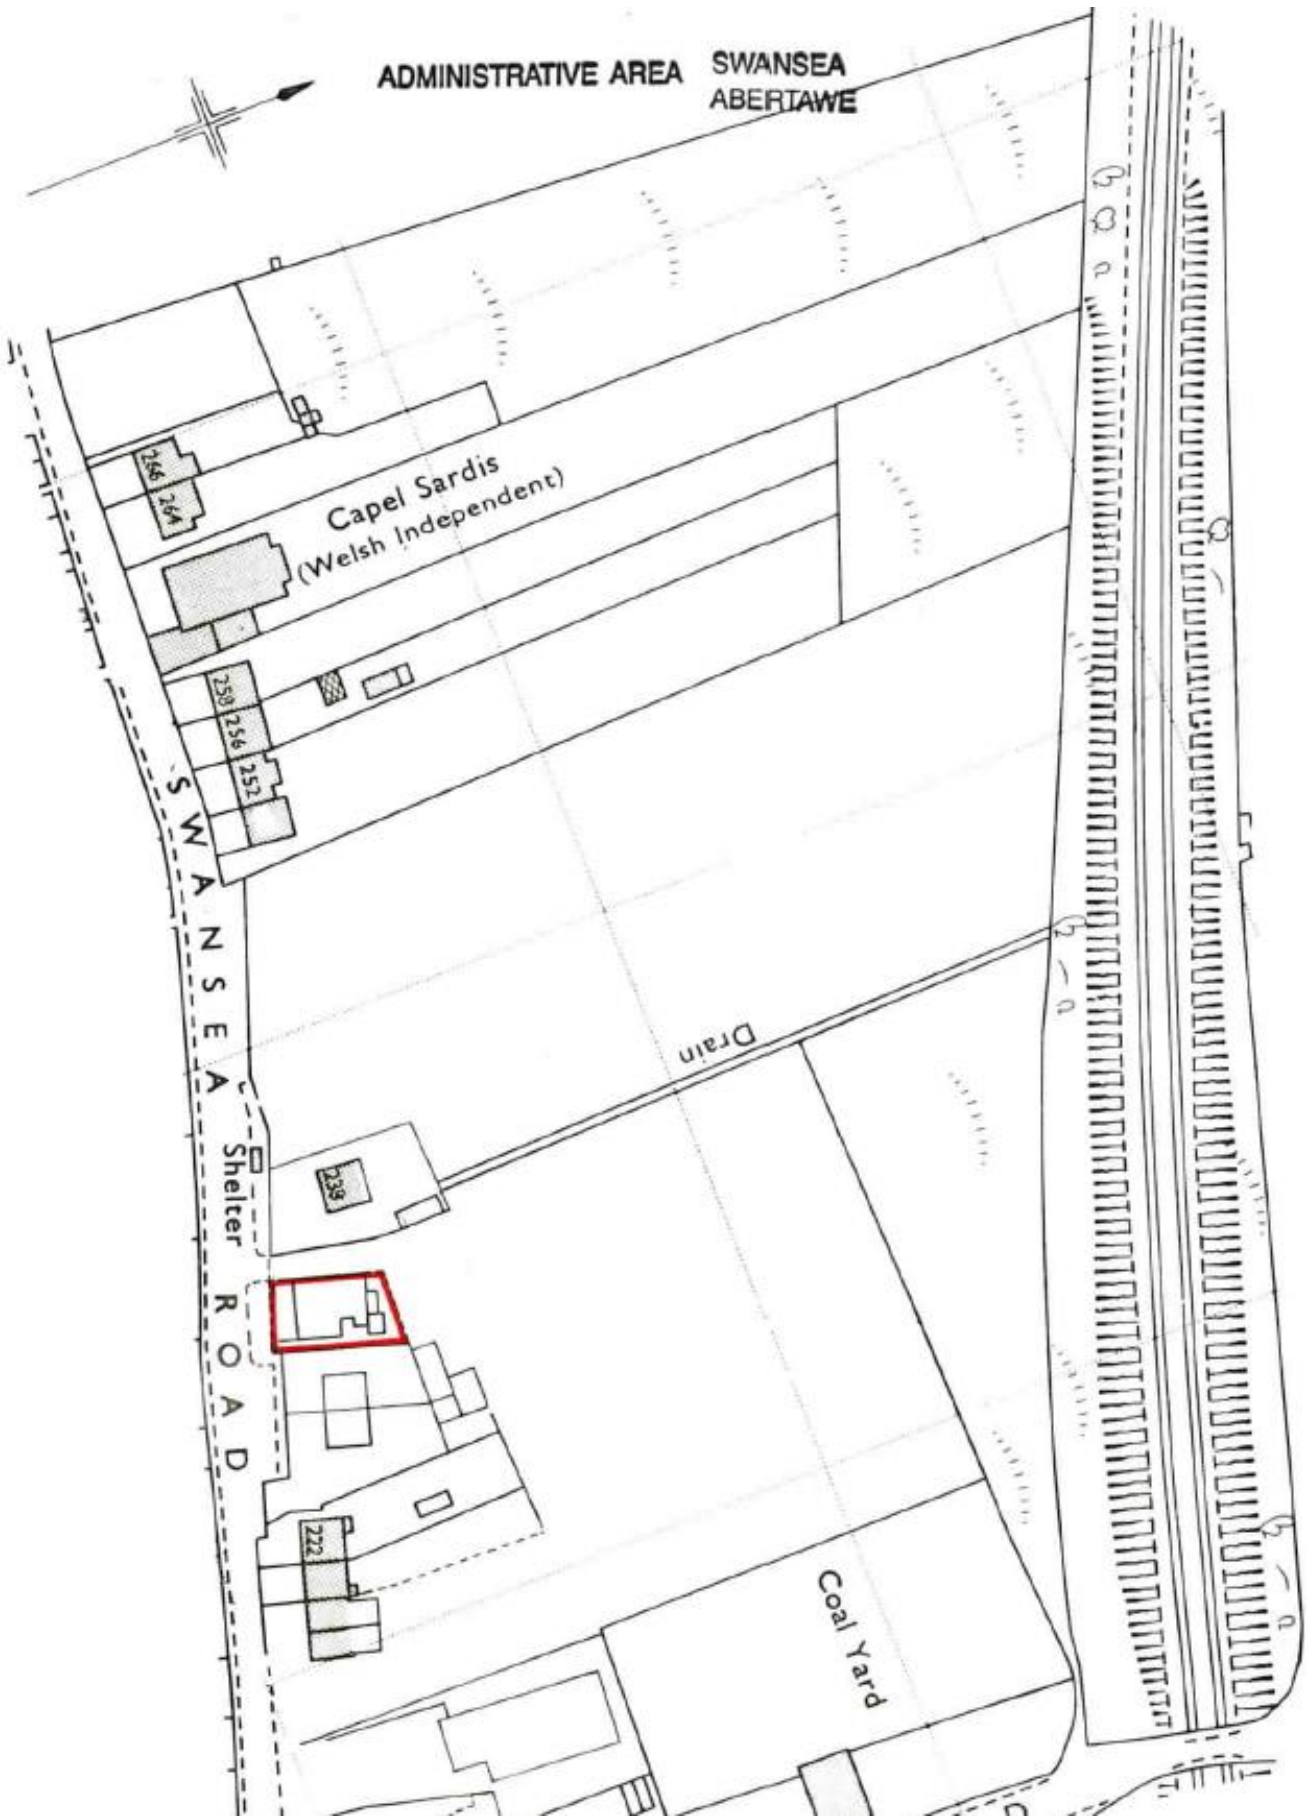 ADMINISTRATIVE AREA SWANSEA
ABERTAWE
266
264
Capel Sardis
(Welsh Independent)
258
256
252
SWANSEA ROAD
Drain
Shelter
238
222
Coal Yard